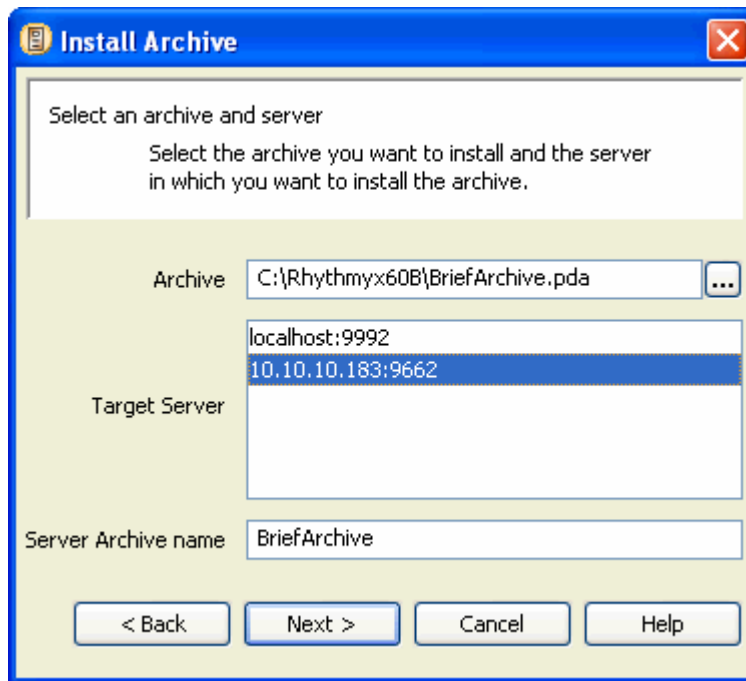 Install Archive
Select an archive and server
Select the archive you want to install and the server
in which you want to install the archive.
Archive
C:\Rhythmyx60B\BriefArchive.pda
...
localhost:9992
10.10.10.183:9662
Target Server
Server Archive name
BriefArchive
< Back
Next >
Cancel
Help